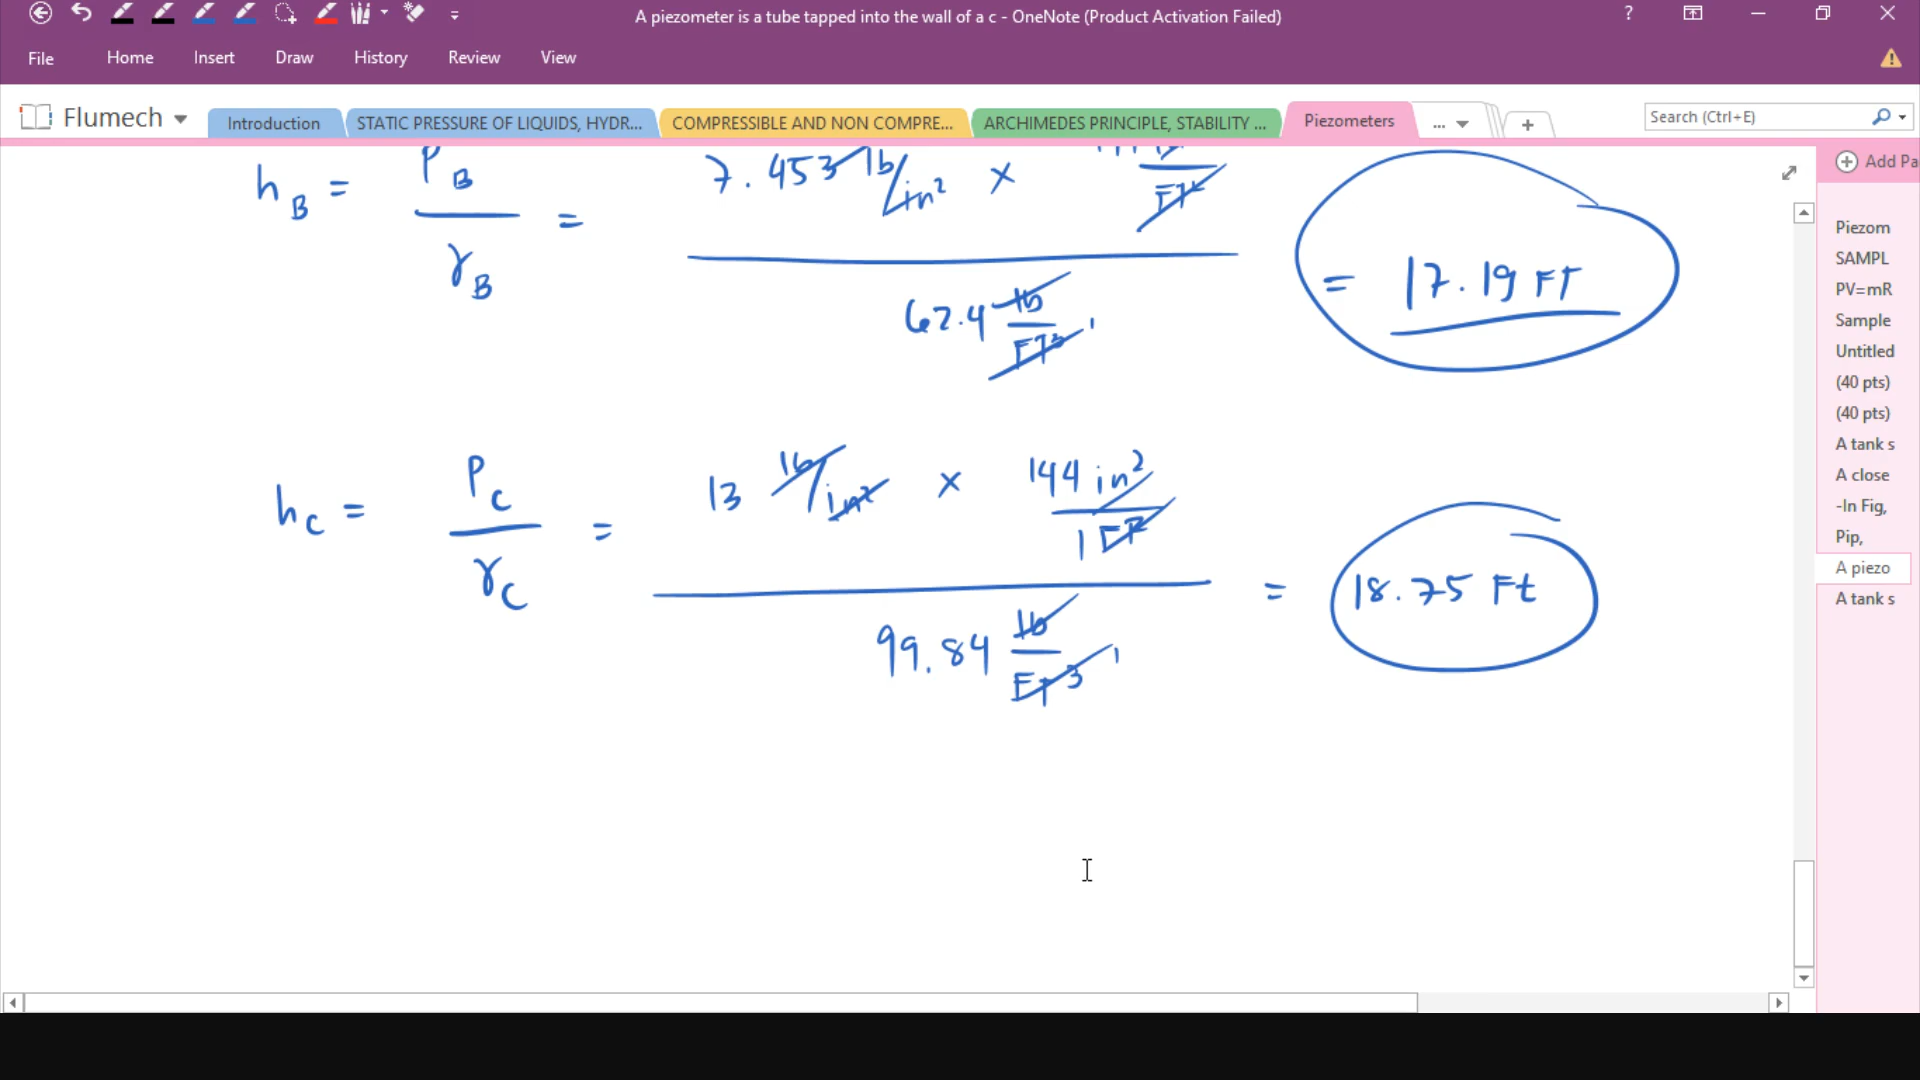 A piezometer is a tube tapped into the wall of a c - OneNote (Product Activation Failed)
?
File Home Insert Draw History Review View
Flumech Introduction STATIC PRESSURE OF LIQUIDS, HYDR... COMPRESSIBLE AND NON COMPRE... ARCHIMEDES PRINCIPLE, STABILITY ... Piezometers ... + Search (Ctrl+E)
Add Pa
Piezom
SAMPL
PV=mR
Sample
Untitled
(40 pts)
(40 pts)
A tank s
A close
-In Fig,
Pip,
A piezo
A tank s
h_B = P_B / γ_B = 7.453 lb/in² ×
62.4 lb/FT³ '
= 17.19 FT
h_C = P_C / γ_C = 13 lb/in² × 144 in² / 1 FT²
99.84 lb/FT³ '
= 18.75 Ft